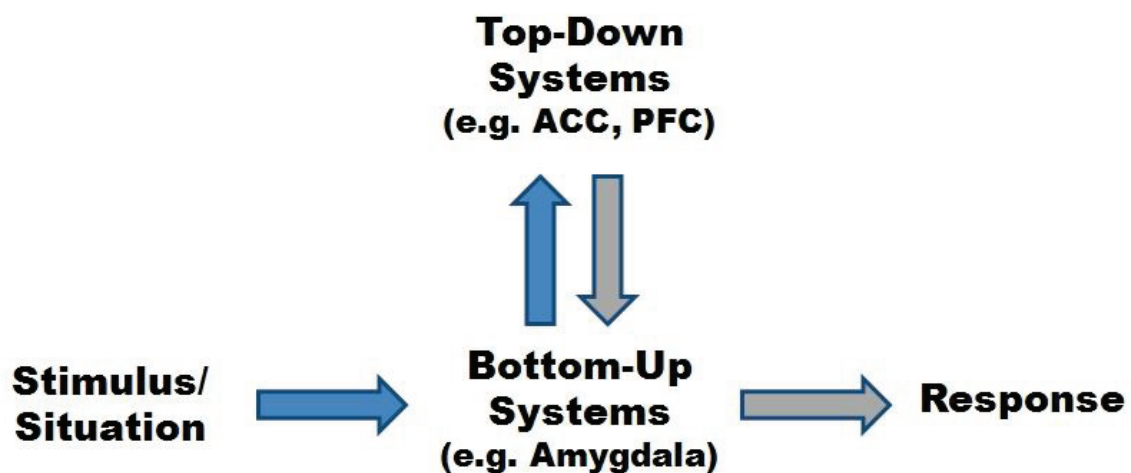 Top-Down
Systems
(e.g. ACC, PFC)
Stimulus/
Situation
Bottom-Up
Systems
(e.g. Amygdala)
Response